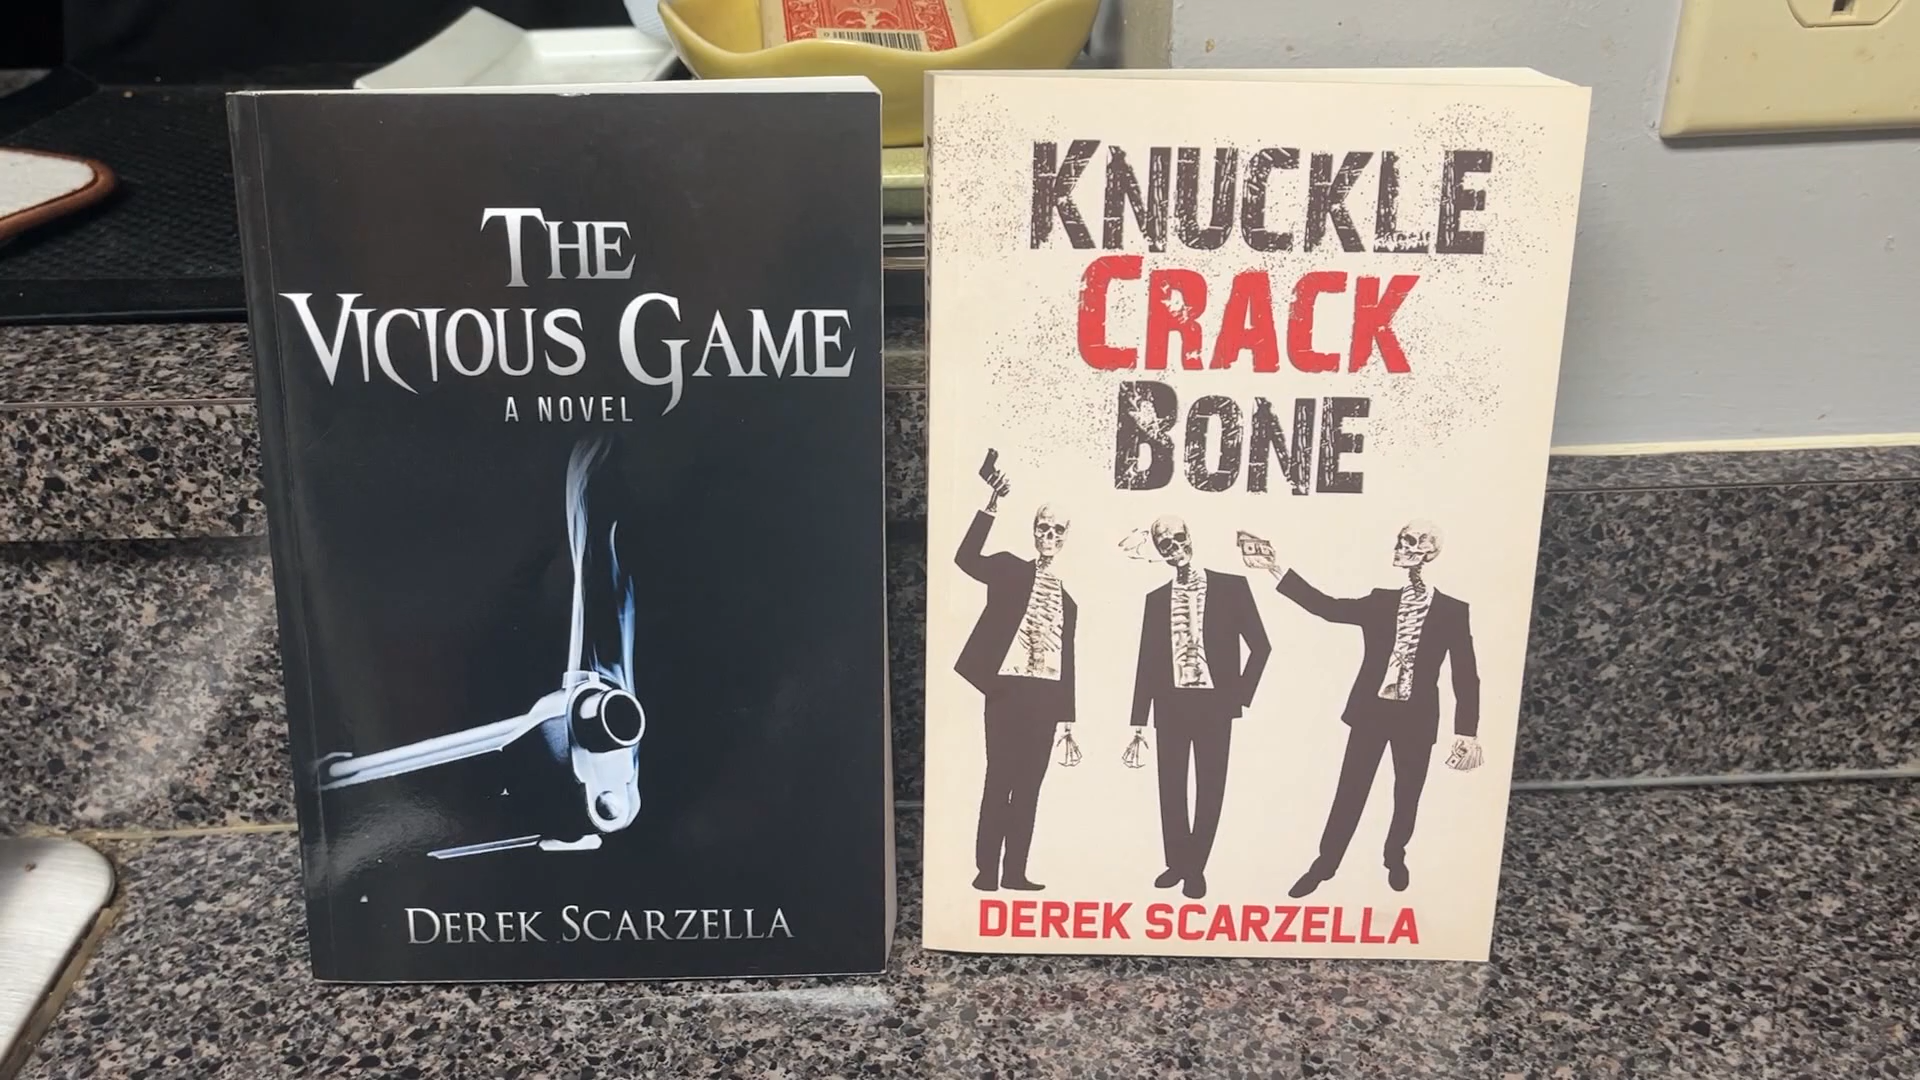 THE
VICIOUS GAME
A NOVEL
DEREK SCARZELLA
KNUCKLE
CRACK
BONE
DEREK SCARZELLA